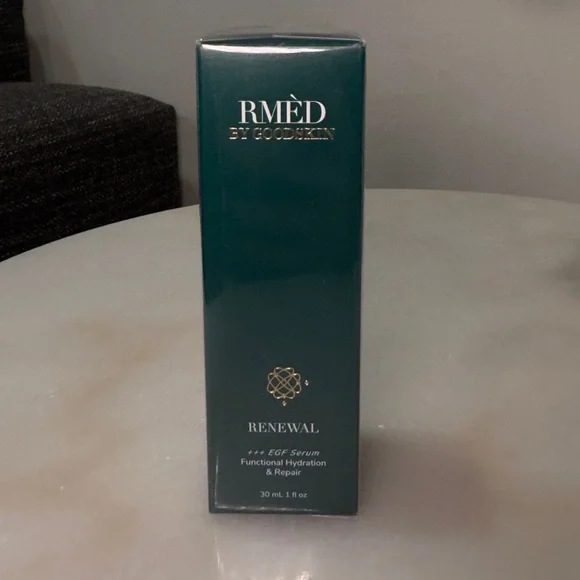 RMÈD
BY GOODSKIN
RENEWAL
+++ EGF Serum
Functional Hydration
& Repair
30 mL 1 fl oz